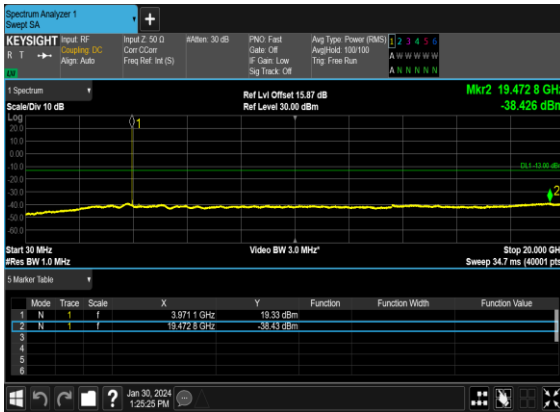 Spectrum Analyzer 1
Swept SA
+
KEYSIGHT Input: RF Input Z: 50 Ω #Atten: 30 dB PNO: Fast Avg Type: Power (RMS) 1 2 3 4 5 6
R T Coupling: DC Corr CCorr Gate: Off Avg|Hold: 100/100 A W W W W W
Align: Auto Freq Ref: Int (S) IF Gain: Low Trig: Free Run
Sig Track: Off A N N N N N
1 Spectrum Ref Lvl Offset 15.87 dB Mkr2 19.472 8 GHz
Scale/Div 10 dB Ref Level 30.00 dBm -38.426 dBm
Log
1
20.0
10.0
0.00
-10.0
DL1 -13.00 dBm
-20.0
-30.0
2
-40.0
-50.0
-60.0
Start 30 MHz Video BW 3.0 MHz* Stop 20.000 GHz
#Res BW 1.0 MHz Sweep 34.7 ms (40001 pts)
5 Marker Table
Mode Trace Scale X Y Function Function Width Function Value
1 N 1 f 3.971 1 GHz 19.33 dBm
2 N 1 f 19.472 8 GHz -38.43 dBm
3
4
5
6
? Jan 30, 2024
1:25:25 PM